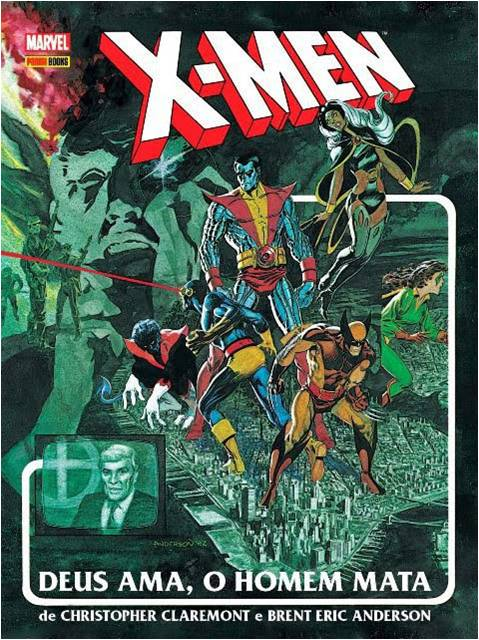 MARVEL
PANINI BOOKS
X-MEN
ANDERSON '82
DEUS AMA, O HOMEM MATA
de CHRISTOPHER CLAREMONT e BRENT ERIC ANDERSON